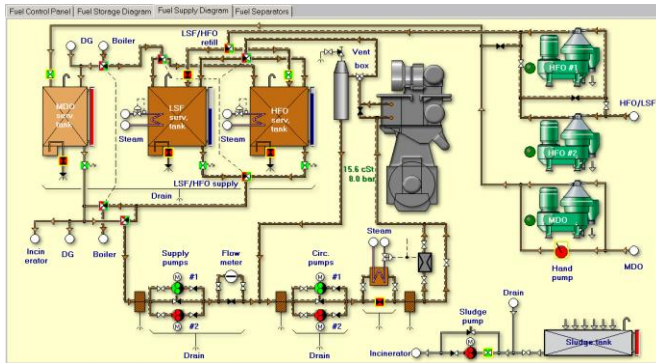 Fuel Control Panel
Fuel Storage Diagram
Fuel Supply Diagram
Fuel Separators
DG
Boiler
LSF/HFO
refill
Vent
box
HFO #1
MDO
serv.
tank
LSF
serv.
tank
HFO
serv.
tank
HFO/LSF
Steam
Steam
HFO #2
15.6 cSt
8.0 bar
LSF/HFO supply
Drain
MDO
Incin
erator
DG
Boiler
Hand
pump
MDO
Supply
pumps
Flow
meter
Circ.
pumps
Steam
M
#1
M
#1
#2
M
#2
M
Drain
Drain
Drain
Sludge
pump
M
Incinerator
Sludge tank